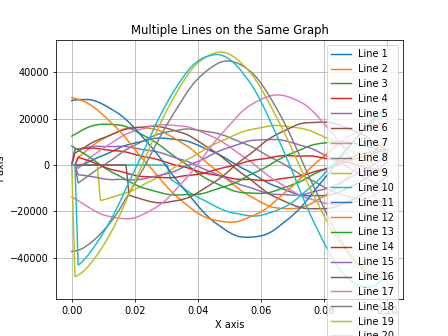 Multiple Lines on the Same Graph
40000
20000
0
−20000
−40000
0.00
0.02
0.04
0.06
X axis
Line 1
Line 2
Line 3
Line 4
Line 5
Line 6
Line 7
Line 8
Line 9
Line 10
Line 11
Line 12
Line 13
Line 14
Line 15
Line 16
Line 17
Line 18
Line 19
Line 20